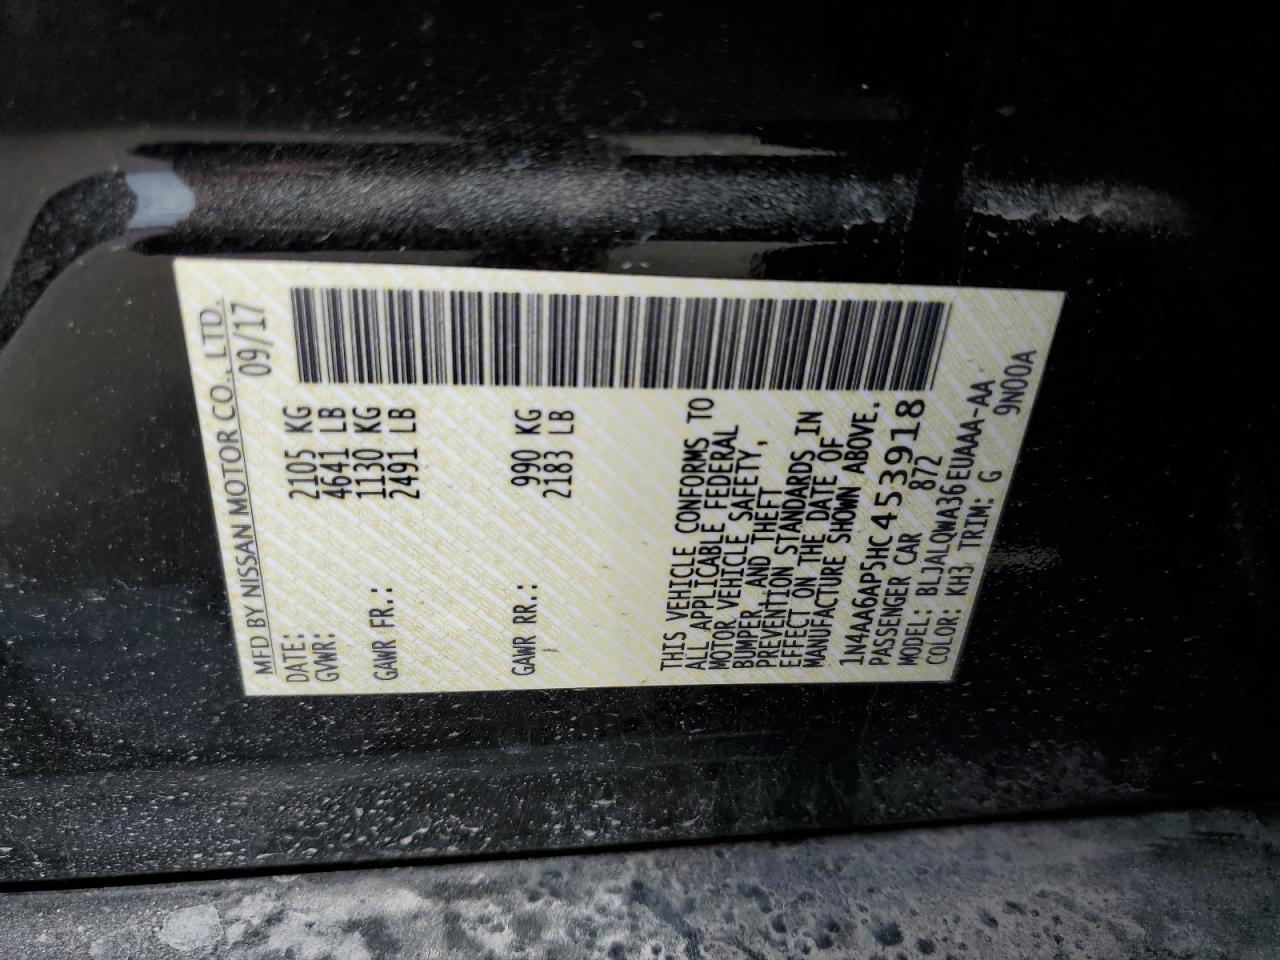 MFD BY NISSAN MOTOR CO., LTD.
DATE: 09/17
GVWR: 2105 KG
4641 LB
GAWR FR.: 1130 KG
2491 LB
GAWR RR.: 990 KG
2183 LB
THIS VEHICLE CONFORMS TO
ALL APPLICABLE FEDERAL
MOTOR VEHICLE SAFETY,
BUMPER, AND THEFT
PREVENTION STANDARDS IN
EFFECT ON THE DATE OF
MANUFACTURE SHOWN ABOVE.
1N4AA6AP5HC453918
PASSENGER CAR 872
MODEL: BLJALQWA36EUAAA-AA
COLOR: KH3 TRIM: G 9N00A